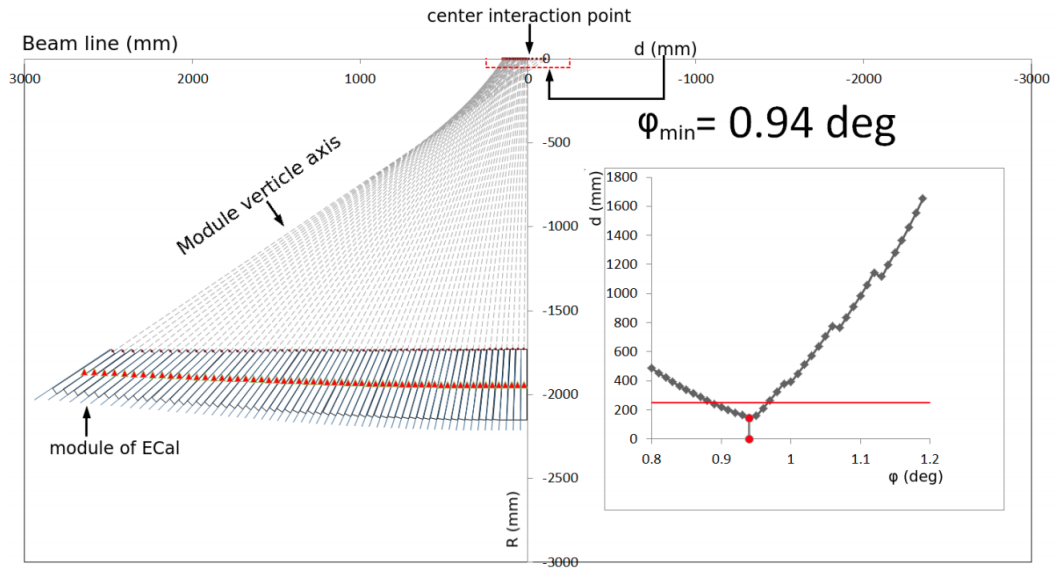 center interaction point
Beam line (mm)
d (mm)
3000 2000 1000 0 0 -1000 -2000 -3000
φmin= 0.94 deg
-500
Module verticle axis
-1000
-1500
-2000
-2500
-3000
R (mm)
module of ECal
d (mm)
1800
1600
1400
1200
1000
800
600
400
200
0
0.8 0.9 1 1.1 1.2
φ (deg)